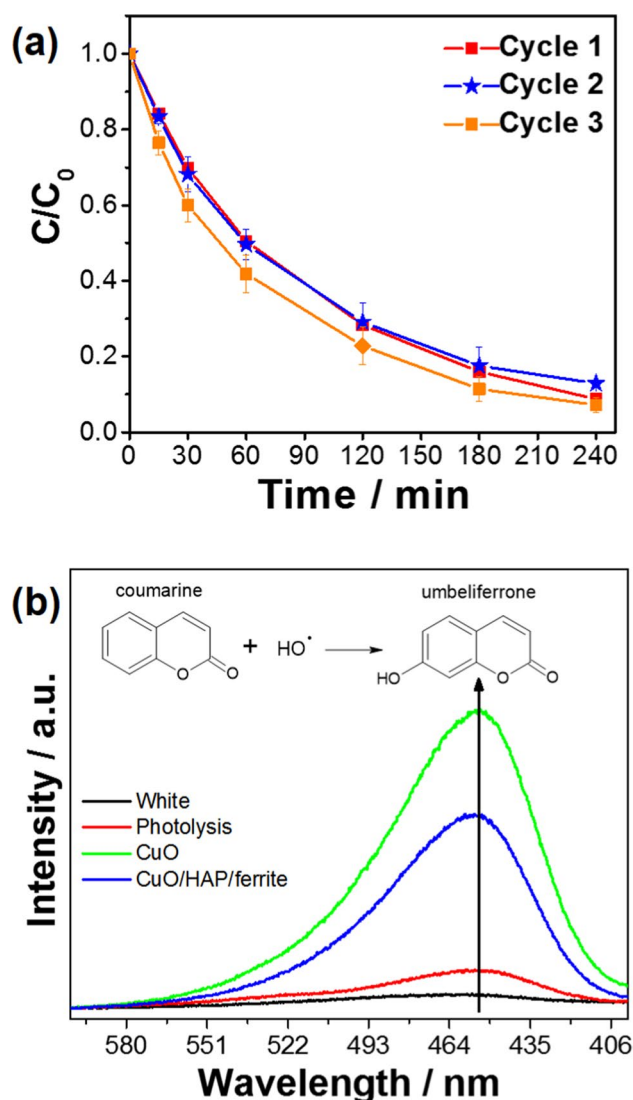 (a)
1.0
0.8
0.6
0.4
0.2
0.0
C/C0
Cycle 1
Cycle 2
Cycle 3
0 30 60 90 120 150 180 210 240
Time / min
(b)
coumarine
umbeliferrone
O O
+ HO•
HO O O
White
Photolysis
CuO
CuO/HAP/ferrite
Intensity / a.u.
580 551 522 493 464 435 406
Wavelength / nm